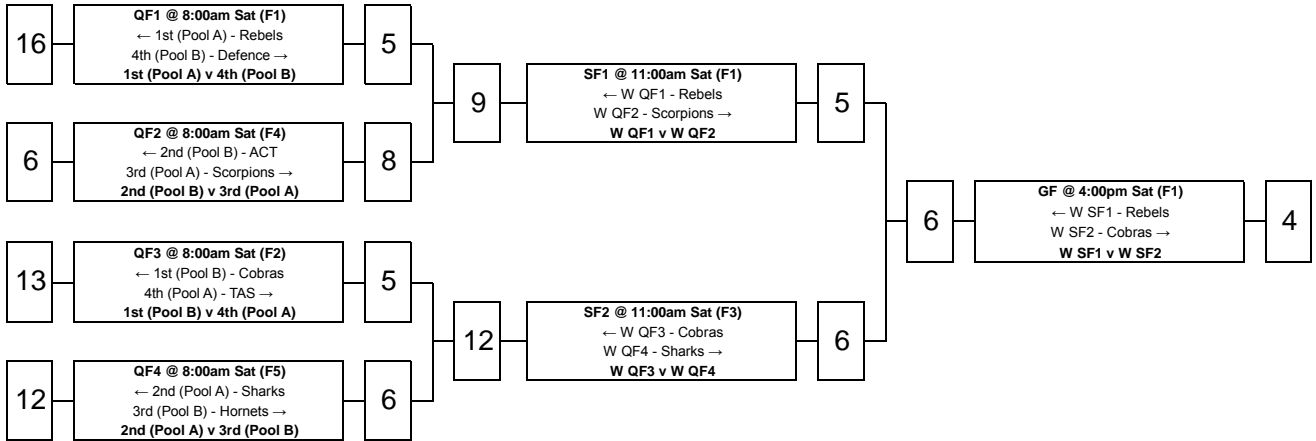 16
QF1 @ 8:00am Sat (F1)
← 1st (Pool A) - Rebels
4th (Pool B) - Defence →
1st (Pool A) v 4th (Pool B)
5
6
QF2 @ 8:00am Sat (F4)
← 2nd (Pool B) - ACT
3rd (Pool A) - Scorpions →
2nd (Pool B) v 3rd (Pool A)
8
9
SF1 @ 11:00am Sat (F1)
← W QF1 - Rebels
W QF2 - Scorpions →
W QF1 v W QF2
5
13
QF3 @ 8:00am Sat (F2)
← 1st (Pool B) - Cobras
4th (Pool A) - TAS →
1st (Pool B) v 4th (Pool A)
5
12
QF4 @ 8:00am Sat (F5)
← 2nd (Pool A) - Sharks
3rd (Pool B) - Hornets →
2nd (Pool A) v 3rd (Pool B)
6
12
SF2 @ 11:00am Sat (F3)
← W QF3 - Cobras
W QF4 - Sharks →
W QF3 v W QF4
6
6
GF @ 4:00pm Sat (F1)
← W SF1 - Rebels
W SF2 - Cobras →
W SF1 v W SF2
4